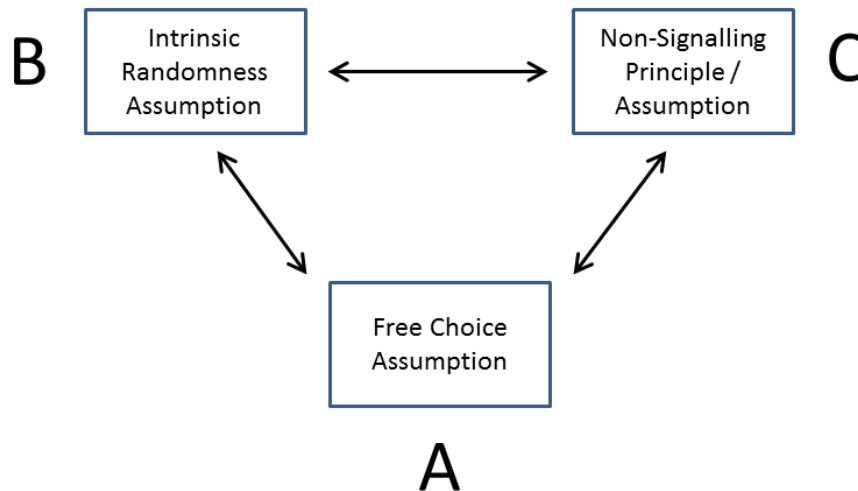 B
Intrinsic
Randomness
Assumption
Non-Signalling
Principle /
Assumption
C
Free Choice
Assumption
A